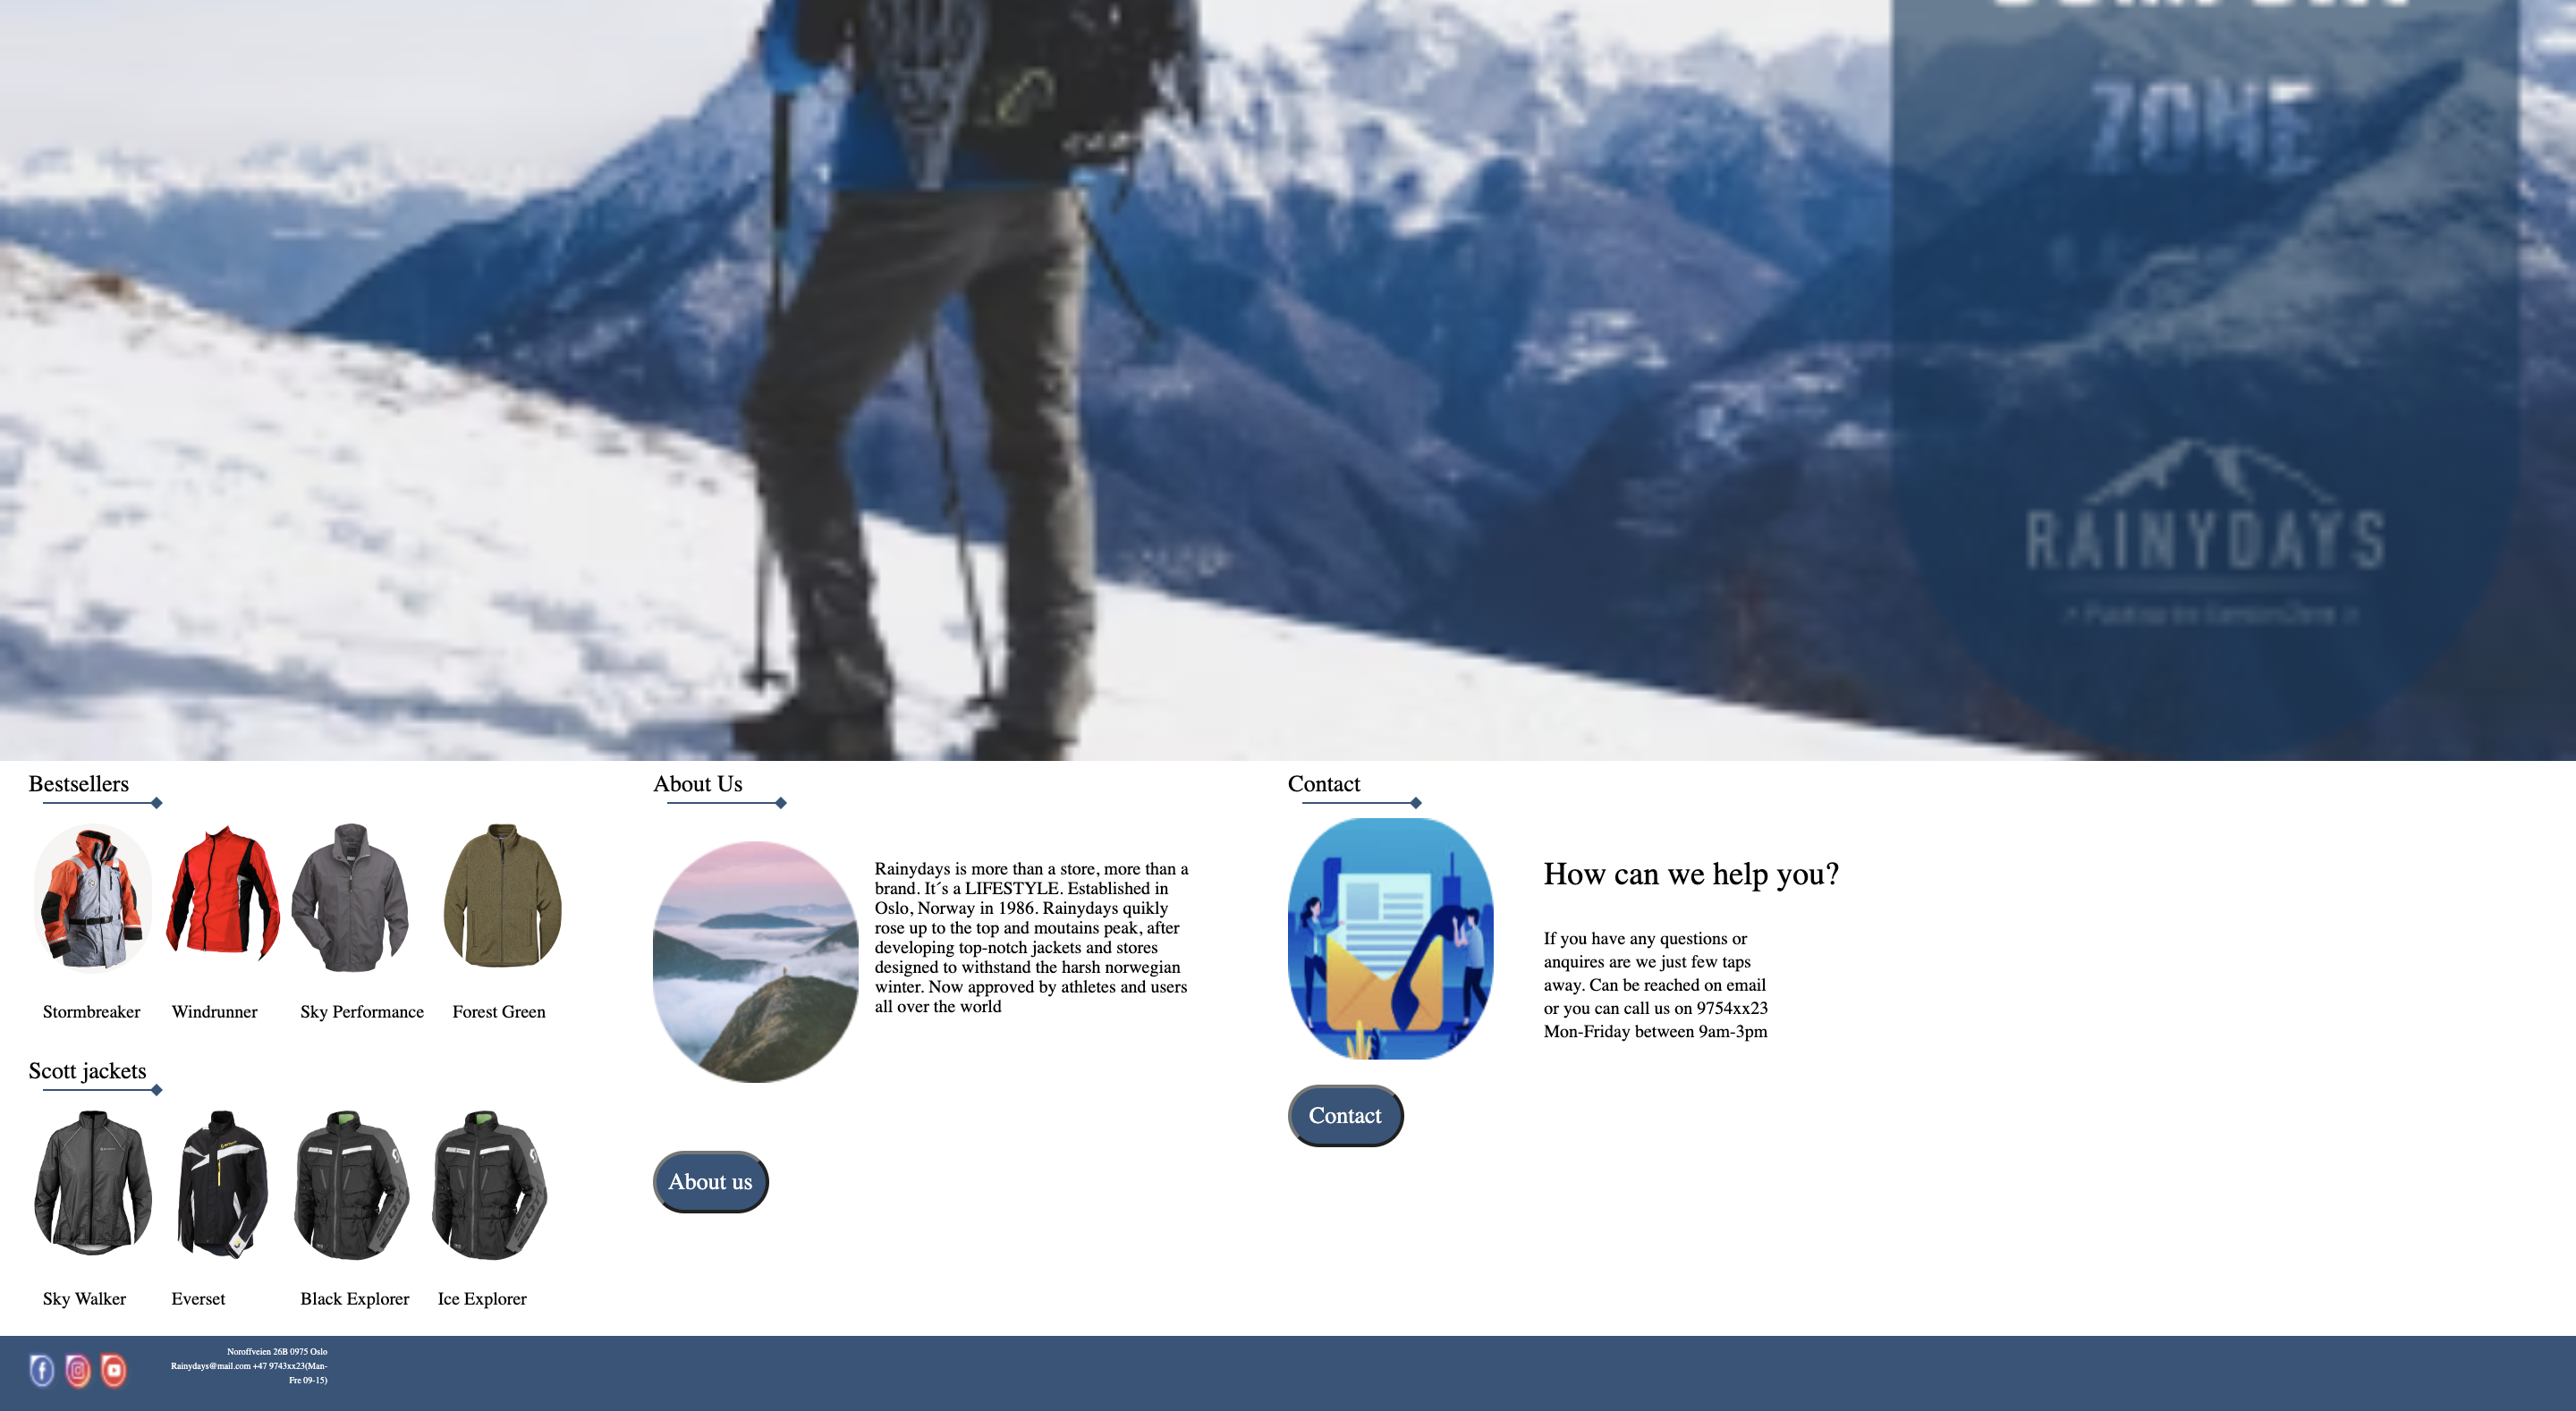 ZONE
RAINYDAYS
Bestsellers
Stormbreaker
Windrunner
Sky Performance
Forest Green
Scott jackets
SCOTT
SCOTT
Sky Walker
Everset
Black Explorer
Ice Explorer
About Us
Rainydays is more than a store, more than a
brand. It´s a LIFESTYLE. Established in
Oslo, Norway in 1986. Rainydays quikly
rose up to the top and moutains peak, after
developing top-notch jackets and stores
designed to withstand the harsh norwegian
winter. Now approved by athletes and users
all over the world
About us
Contact
How can we help you?
If you have any questions or
anquires are we just few taps
away. Can be reached on email
or you can call us on 9754xx23
Mon-Friday between 9am-3pm
Contact
Noroffveien 26B 0975 Oslo
Rainydays@mail.com +47 9743xx23(Man-
Fre 09-15)